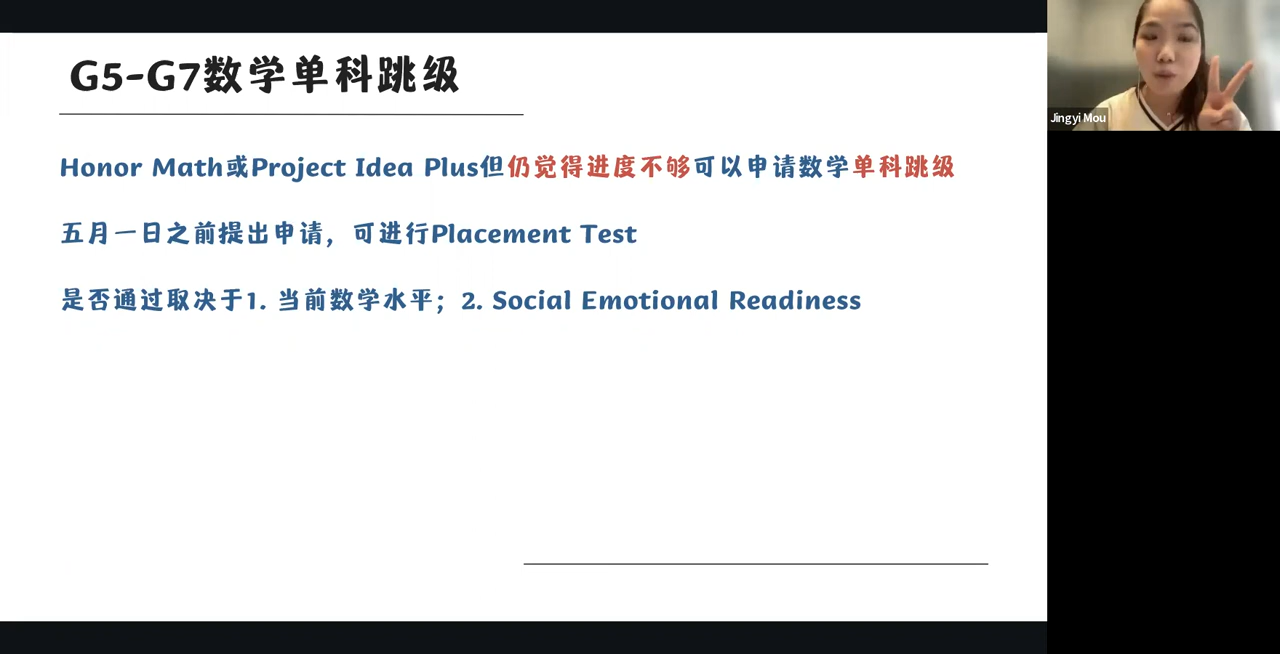 G5-G7数学单科跳级
Honor Math或Project Idea Plus但仍觉得进度不够可以申请数学单科跳级
五月一日之前提出申请，可进行Placement Test
是否通过取决于1. 当前数学水平；2. Social Emotional Readiness
Jingyi Mou